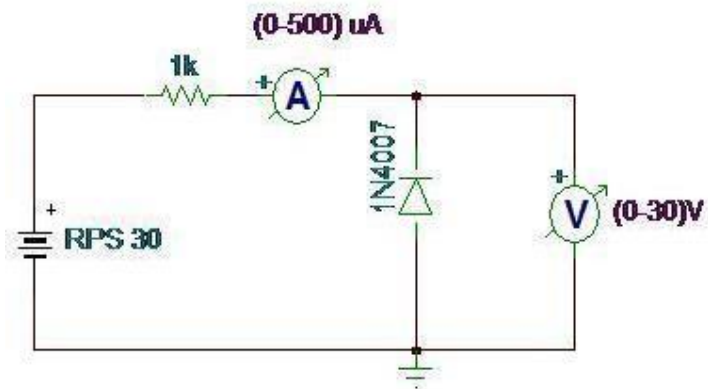 (0-500) uA
1k
+
A
1N4007
+
V
(0-30)V
+
RPS 30